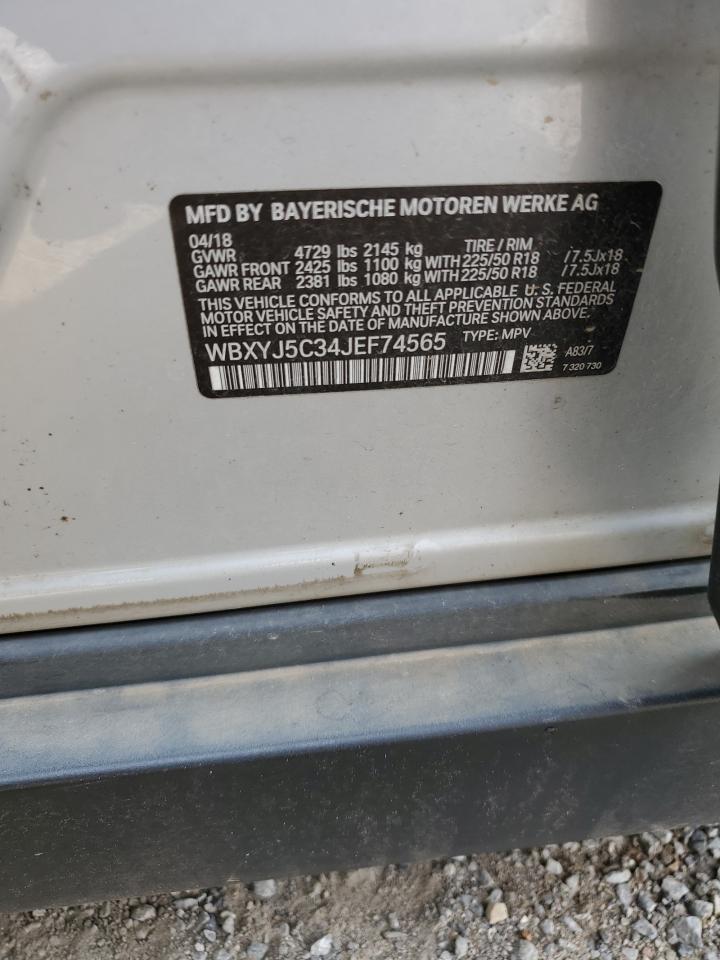 MFD BY BAYERISCHE MOTOREN WERKE AG
04/18
GVWR 4729 lbs 2145 kg TIRE / RIM
GAWR FRONT 2425 lbs 1100 kg WITH 225/50 R18 /7.5Jx18
GAWR REAR 2381 lbs 1080 kg WITH 225/50 R18 /7.5Jx18
THIS VEHICLE CONFORMS TO ALL APPLICABLE U. S. FEDERAL
MOTOR VEHICLE SAFETY AND THEFT PREVENTION STANDARDS
IN EFFECT ON THE DATE OF MANUFACTURE SHOWN ABOVE.
WBXYJ5C34JEF74565 TYPE: MPV
A83/7
7 320 730